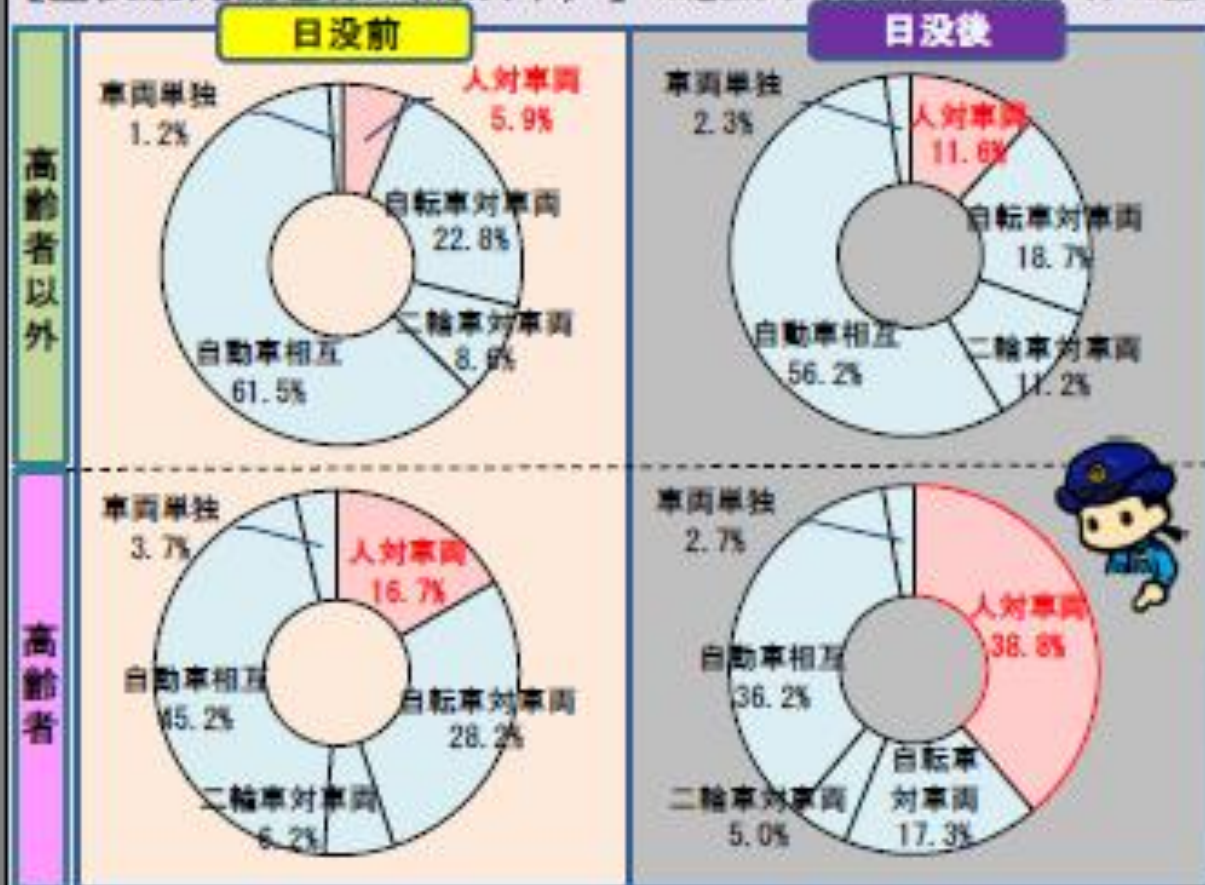 日没前
日没後
高齢者以外
車両単独
1.2%
人対車両
5.9%
自転車対車両
22.8%
二輪車対車両
8.6%
自動車相互
61.5%
車両単独
2.3%
人対車両
11.6%
自転車対車両
18.7%
二輪車対車両
11.2%
自動車相互
56.2%
高齢者
車両単独
3.7%
人対車両
16.7%
自転車対車両
28.2%
二輪車対車両
6.2%
自動車相互
45.2%
車両単独
2.7%
人対車両
38.8%
自転車
対車両
17.3%
二輪車対車両
5.0%
自動車相互
36.2%